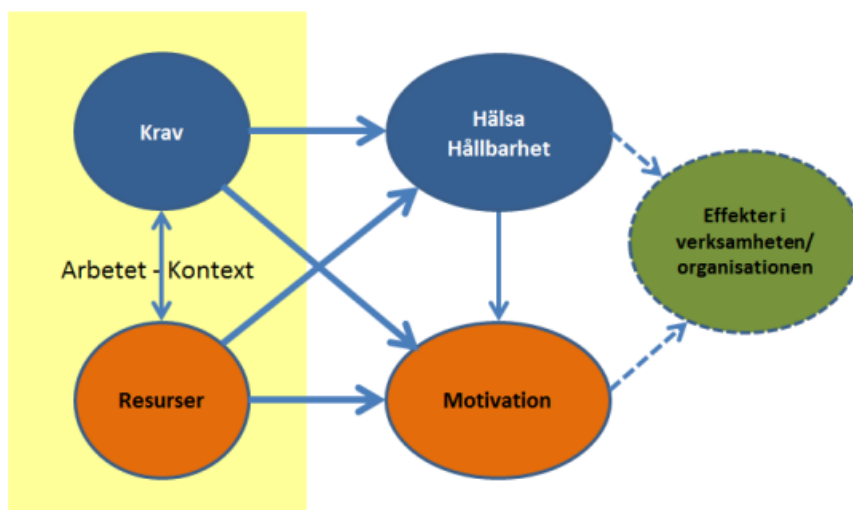 Krav
Hälsa
Hållbarhet
Effekter i
verksamheten/
organisationen
Arbetet - Kontext
Resurser
Motivation